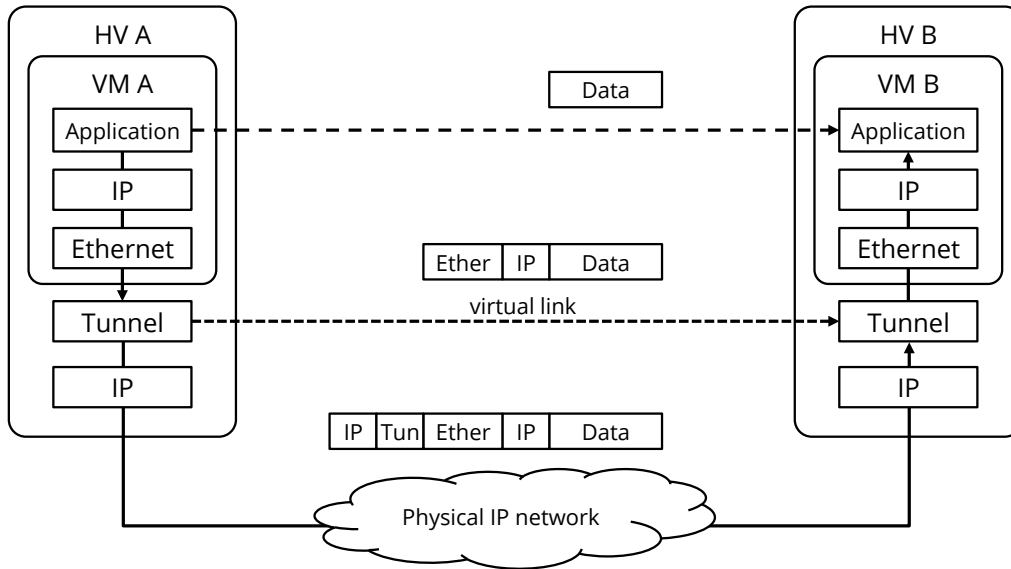 HV A
HV B
VM A
VM B
Data
Application
Application
IP
IP
Ethernet
Ether IP Data
Ethernet
virtual link
Tunnel
Tunnel
IP
IP
IP Tun Ether IP Data
Physical IP network